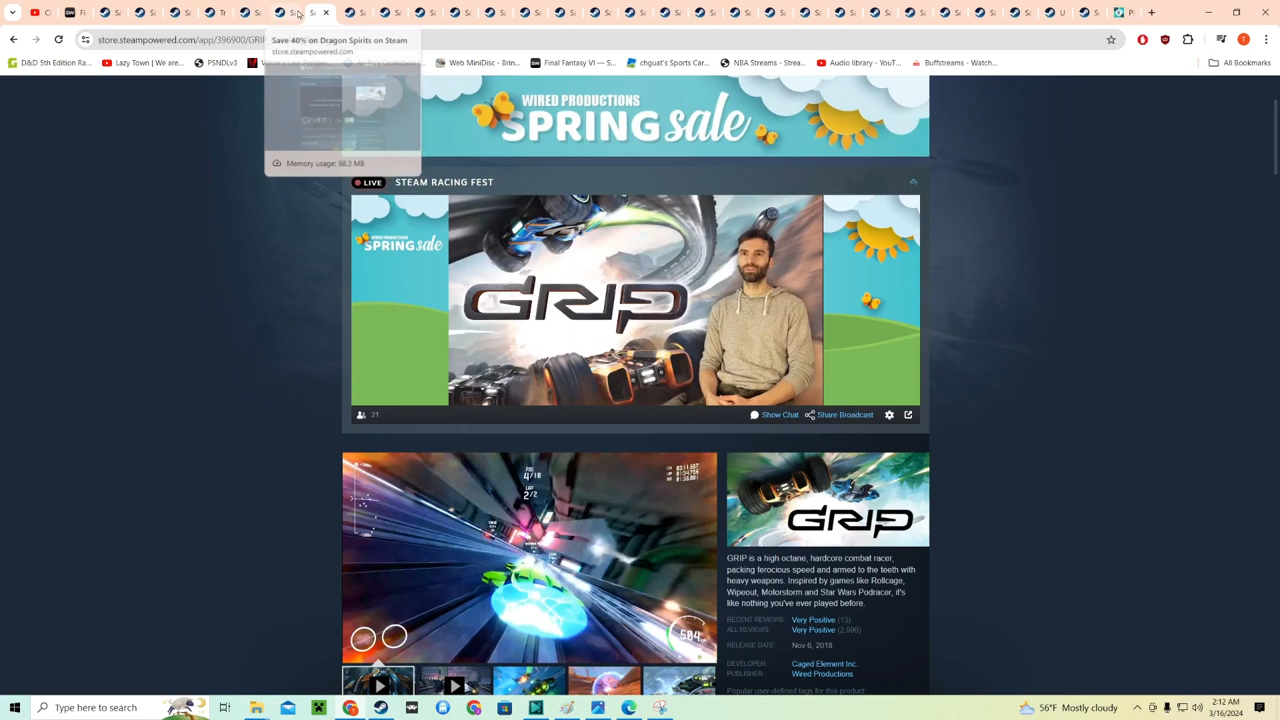 store.steampowered.com/app/396900/GRIP
T
D&D 5th Edition Ra...
Lazy Town | We are...
PSNDLv3
Web MiniDisc – Brin...
Final Fantasy VI — S...
chguat's Sports Car...
NBA Streams - Strea...
Audio library - YouT...
Buffstreams - Watch...
All Bookmarks
Save 40% on Dragon Spirits on Steam
store.steampowered.com
Memory usage: 98.3 MB
WIRED PRODUCTIONS
SPRING sale
LIVE
STEAM RACING FEST
WIRED PRODUCTIONS
SPRING sale
GRIP
21
Show Chat
Share Broadcast
POS
4/10
LAP
2/2
504
GRIP
GRIP is a high octane, hardcore combat racer,
packing ferocious speed and armed to the teeth with
heavy weapons. Inspired by games like Rollcage,
Wipeout, Motorstorm and Star Wars Podracer, it's
like nothing you've ever played before.
RECENT REVIEWS: Very Positive (13)
ALL REVIEWS: Very Positive (2,996)
RELEASE DATE: Nov 6, 2018
DEVELOPER: Caged Element Inc.
PUBLISHER: Wired Productions
Popular user-defined tags for this product:
Type here to search
56°F Mostly cloudy
2:12 AM
3/16/2024